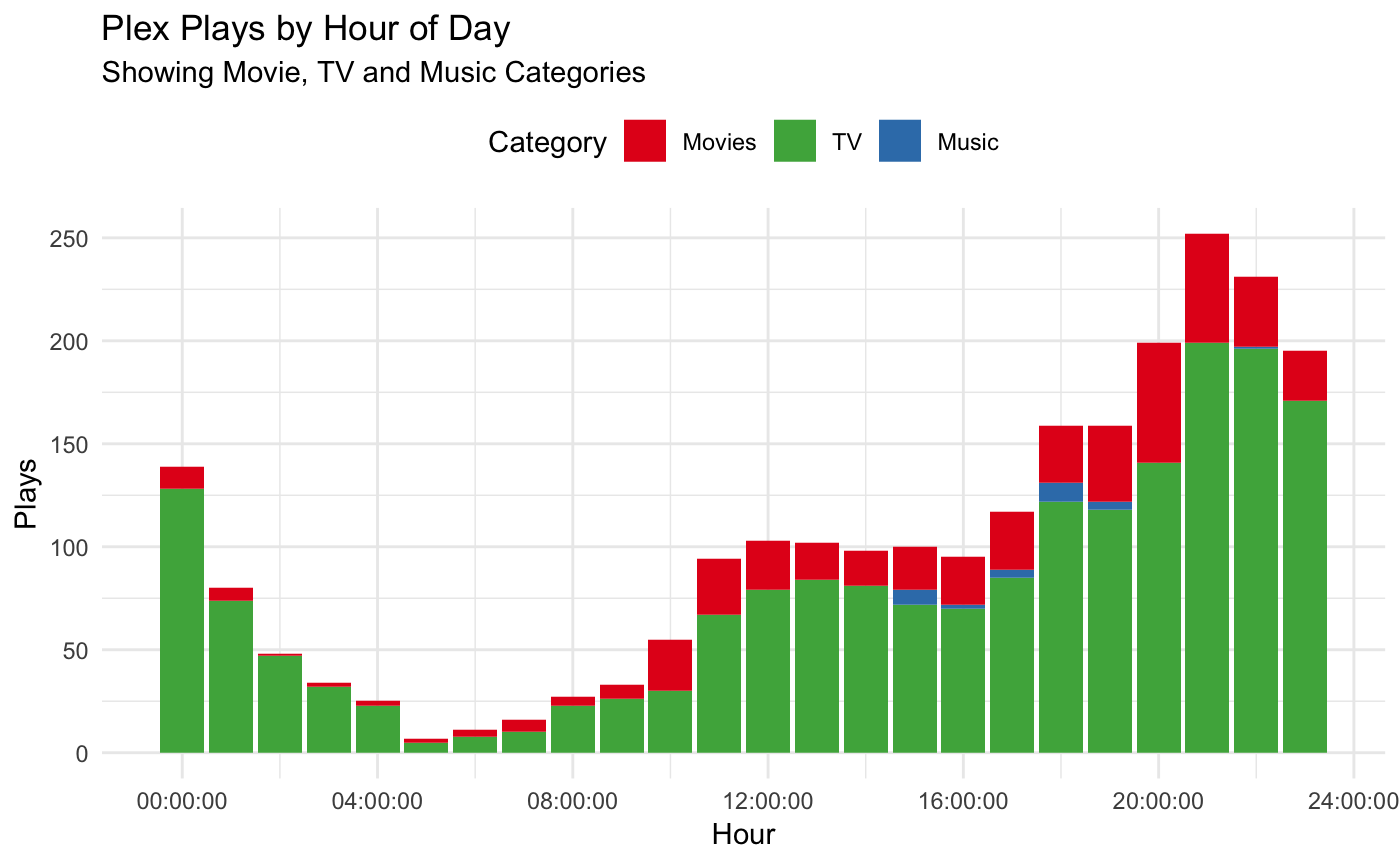 Plex Plays by Hour of Day
Showing Movie, TV and Music Categories
Category Movies TV Music
250
200
150
100
50
0
Plays
00:00:00 04:00:00 08:00:00 12:00:00 16:00:00 20:00:00 24:00:00
Hour